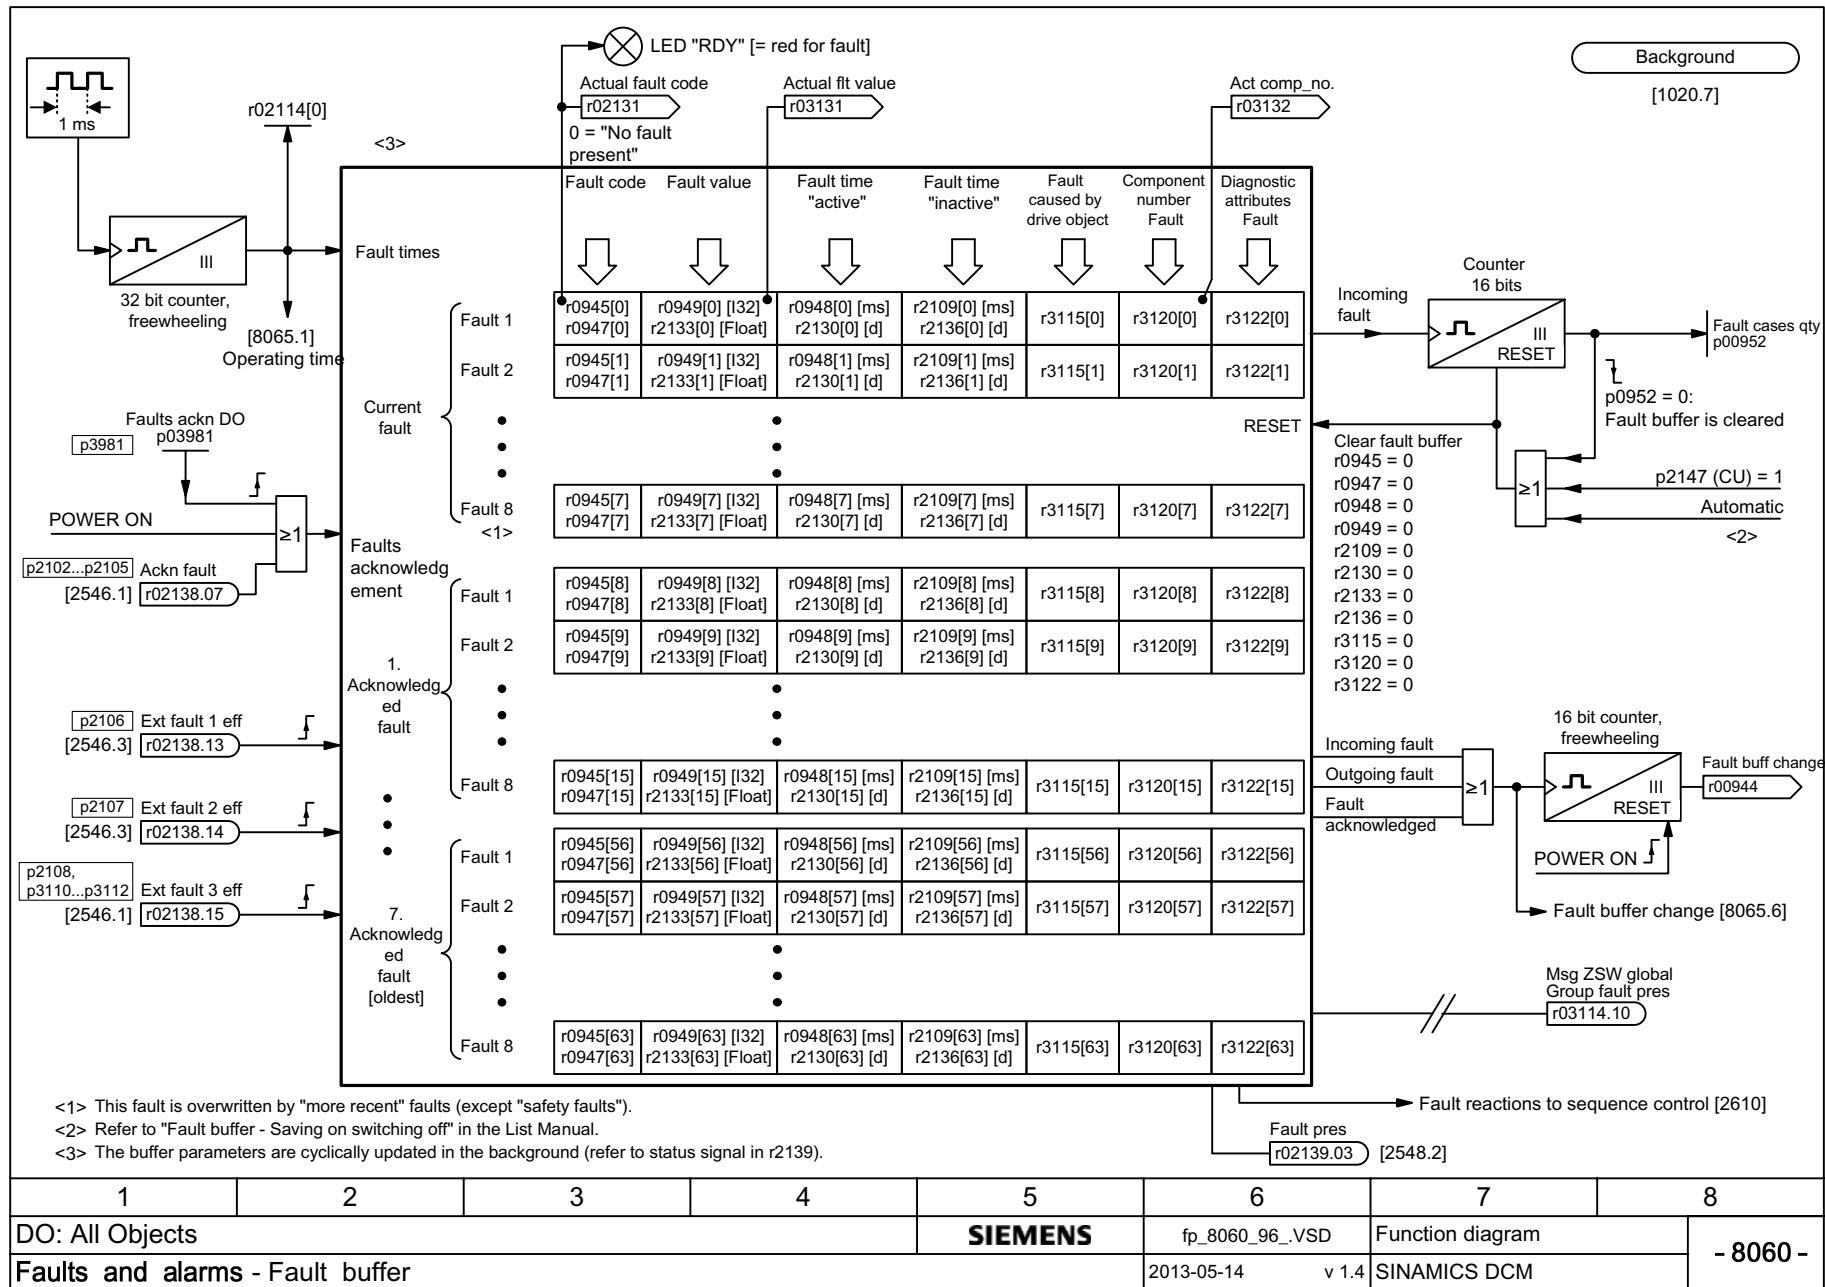 LED "RDY" [= red for fault]
Background
[1020.7]
1 ms
r02114[0]
Actual fault code
r02131
0 = "No fault
present"
Actual flt value
r03131
Act comp_no.
r03132
<3>
Fault code
Fault value
Fault time
"active"
Fault time
"inactive"
Fault
caused by
drive object
Component
number
Fault
Diagnostic
attributes
Fault
III
32 bit counter,
freewheeling
[8065.1]
Operating time
Fault times
Current
fault
Fault 1
r0945[0] r0949[0] [I32] r0948[0] [ms] r2109[0] [ms]
r0947[0] r2133[0] [Float] r2130[0] [d] r2136[0] [d]
r3115[0] r3120[0] r3122[0]
Fault 2
r0945[1] r0949[1] [I32] r0948[1] [ms] r2109[1] [ms]
r0947[1] r2133[1] [Float] r2130[1] [d] r2136[1] [d]
r3115[1] r3120[1] r3122[1]
Fault 8
<1>
r0945[7] r0949[7] [I32] r0948[7] [ms] r2109[7] [ms]
r0947[7] r2133[7] [Float] r2130[7] [d] r2136[7] [d]
r3115[7] r3120[7] r3122[7]
RESET
Incoming
fault
Counter
16 bits
III
RESET
Fault cases qty
p00952
p0952 = 0:
Fault buffer is cleared
Clear fault buffer
r0945 = 0
r0947 = 0
r0948 = 0
r0949 = 0
r2109 = 0
r2130 = 0
r2133 = 0
r2136 = 0
r3115 = 0
r3120 = 0
r3122 = 0
≥1
p2147 (CU) = 1
Automatic
<2>
Faults ackn DO
p3981
p03981
POWER ON
≥1
p2102...p2105
Ackn fault
[2546.1]
r02138.07
Faults
acknowledg
ement
1.
Acknowledg
ed
fault
Fault 1
r0945[8] r0949[8] [I32] r0948[8] [ms] r2109[8] [ms]
r0947[8] r2133[8] [Float] r2130[8] [d] r2136[8] [d]
r3115[8] r3120[8] r3122[8]
Fault 2
r0945[9] r0949[9] [I32] r0948[9] [ms] r2109[9] [ms]
r0947[9] r2133[9] [Float] r2130[9] [d] r2136[9] [d]
r3115[9] r3120[9] r3122[9]
Fault 8
r0945[15] r0949[15] [I32] r0948[15] [ms] r2109[15] [ms]
r0947[15] r2133[15] [Float] r2130[15] [d] r2136[15] [d]
r3115[15] r3120[15] r3122[15]
p2106
Ext fault 1 eff
[2546.3]
r02138.13
p2107
Ext fault 2 eff
[2546.3]
r02138.14
p2108,
p3110...p3112
Ext fault 3 eff
[2546.1]
r02138.15
7.
Acknowledg
ed
fault
[oldest]
Fault 1
r0945[56] r0949[56] [I32] r0948[56] [ms] r2109[56] [ms]
r0947[56] r2133[56] [Float] r2130[56] [d] r2136[56] [d]
r3115[56] r3120[56] r3122[56]
Fault 2
r0945[57] r0949[57] [I32] r0948[57] [ms] r2109[57] [ms]
r0947[57] r2133[57] [Float] r2130[57] [d] r2136[57] [d]
r3115[57] r3120[57] r3122[57]
Fault 8
r0945[63] r0949[63] [I32] r0948[63] [ms] r2109[63] [ms]
r0947[63] r2133[63] [Float] r2130[63] [d] r2136[63] [d]
r3115[63] r3120[63] r3122[63]
Incoming fault
Outgoing fault
Fault
acknowledged
≥1
16 bit counter,
freewheeling
III
RESET
POWER ON
Fault buff change
r00944
Fault buffer change [8065.6]
Msg ZSW global
Group fault pres
r03114.10
Fault reactions to sequence control [2610]
Fault pres
r02139.03
[2548.2]
<1> This fault is overwritten by "more recent" faults (except "safety faults").
<2> Refer to "Fault buffer - Saving on switching off" in the List Manual.
<3> The buffer parameters are cyclically updated in the background (refer to status signal in r2139).
1 2 3 4 5 6 7 8
DO: All Objects
SIEMENS
fp_8060_96_.VSD
Function diagram
- 8060 -
Faults and alarms - Fault buffer
2013-05-14 v 1.4
SINAMICS DCM